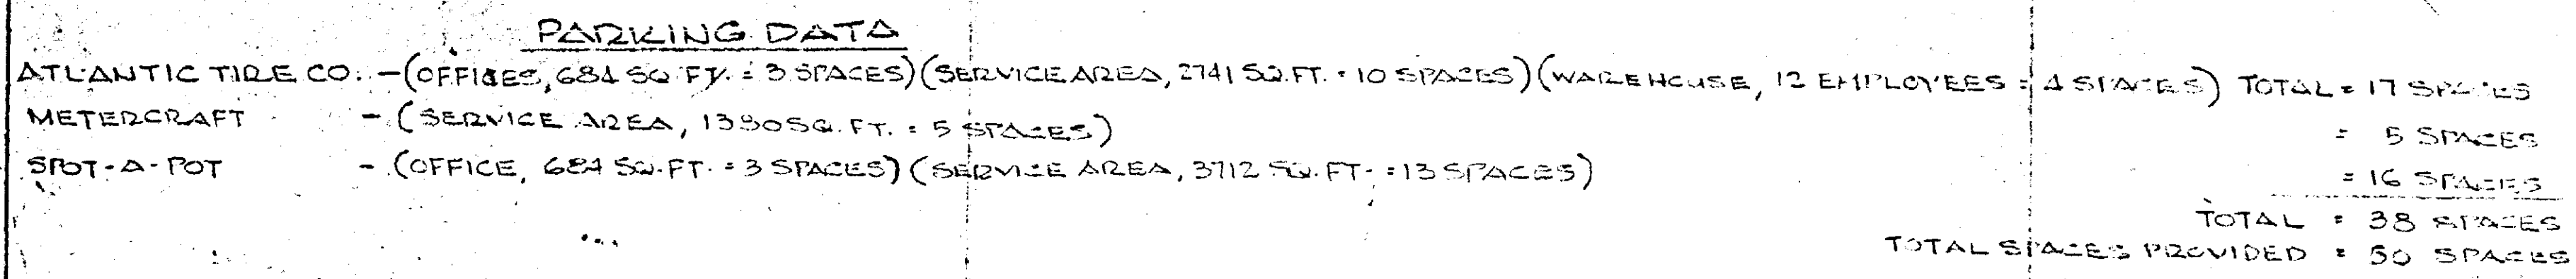 PARKING DATA
ATLANTIC TIRE CO. - (OFFICES, 684 SQ. FT. = 3 SPACES) (SERVICE AREA, 2741 SQ. FT. = 10 SPACES) (WAREHOUSE, 12 EMPLOYEES = 4 SPACES) TOTAL = 17 SPACES
METERCRAFT - (SERVICE AREA, 1380 SQ. FT. = 5 SPACES) = 5 SPACES
SPOT-A-POT - (OFFICE, 684 SQ. FT. = 3 SPACES) (SERVICE AREA, 3712 SQ. FT. = 13 SPACES) = 16 SPACES
TOTAL = 38 SPACES
TOTAL SPACES PROVIDED = 50 SPACES